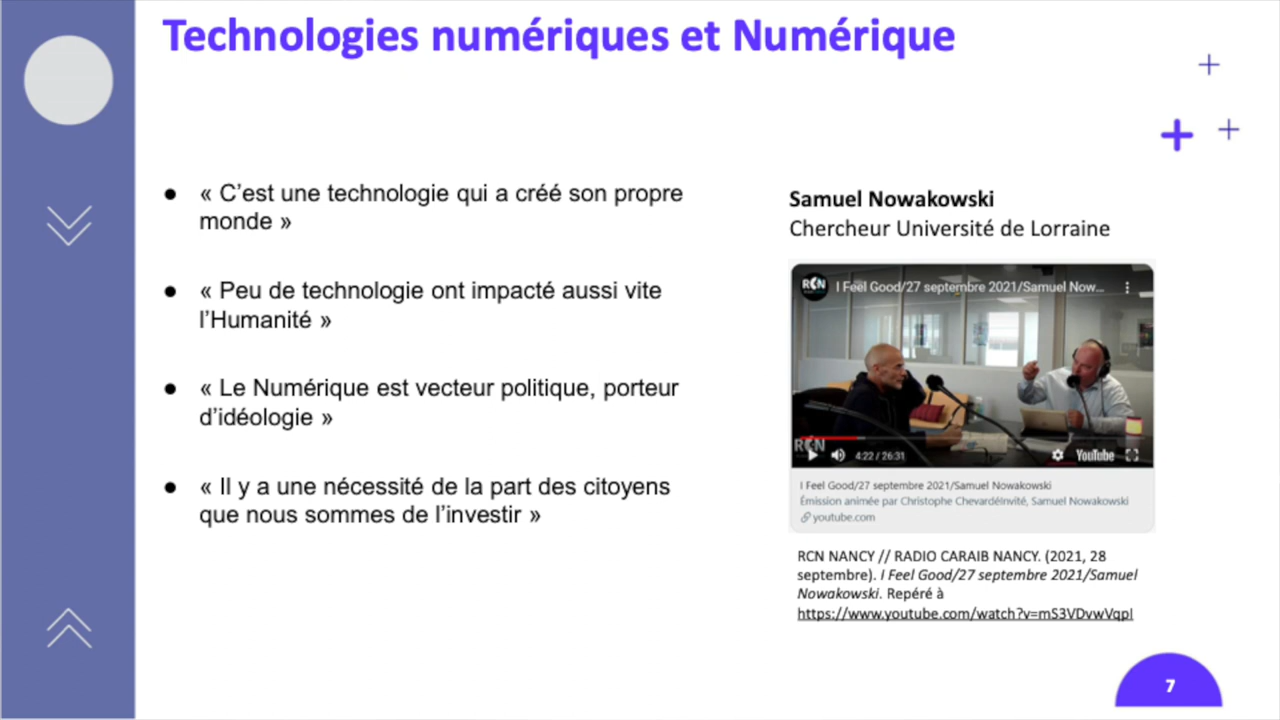 Technologies numériques et Numérique
● « C’est une technologie qui a créé son propre
monde »
● « Peu de technologie ont impacté aussi vite
l’Humanité »
● « Le Numérique est vecteur politique, porteur
d’idéologie »
● « Il y a une nécessité de la part des citoyens
que nous sommes de l’investir »
Samuel Nowakowski
Chercheur Université de Lorraine
RCN
I Feel Good/27 septembre 2021/Samuel Now...
RCN
4:22 / 26:31
YouTube
I Feel Good/27 septembre 2021/Samuel Nowakowski
Émission animée par Christophe ChevardéInvité, Samuel Nowakowski
youtube.com
RCN NANCY // RADIO CARAIB NANCY. (2021, 28
septembre). I Feel Good/27 septembre 2021/Samuel
Nowakowski. Repéré à
https://www.youtube.com/watch?v=mS3VDvwVqpI
7